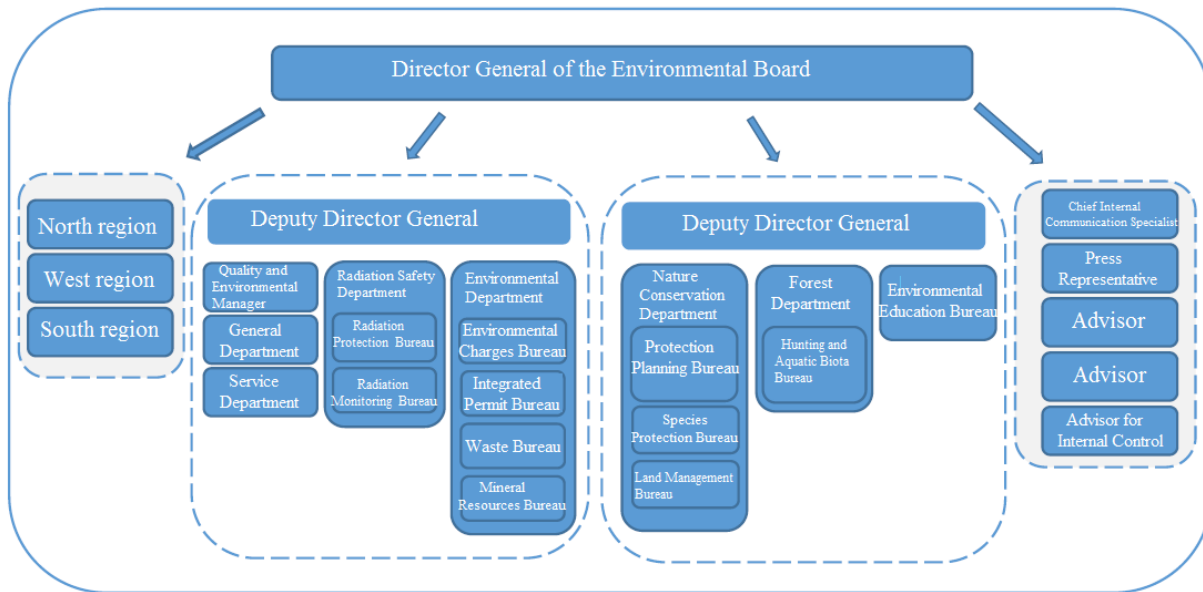 Director General of the Environmental Board
North region
West region
South region
Deputy Director General
Quality and
Environmental
Manager
General
Department
Service
Department
Radiation Safety
Department
Radiation
Protection Bureau
Radiation
Monitoring Bureau
Environmental
Department
Environmental
Charges Bureau
Integrated
Permit Bureau
Waste Bureau
Mineral
Resources Bureau
Deputy Director General
Nature
Conservation
Department
Protection
Planning Bureau
Species
Protection Bureau
Land Management
Bureau
Forest
Department
Hunting and
Aquatic Biota
Bureau
Environmental
Education Bureau
Chief Internal
Communication Specialist
Press
Representative
Advisor
Advisor
Advisor for
Internal Control